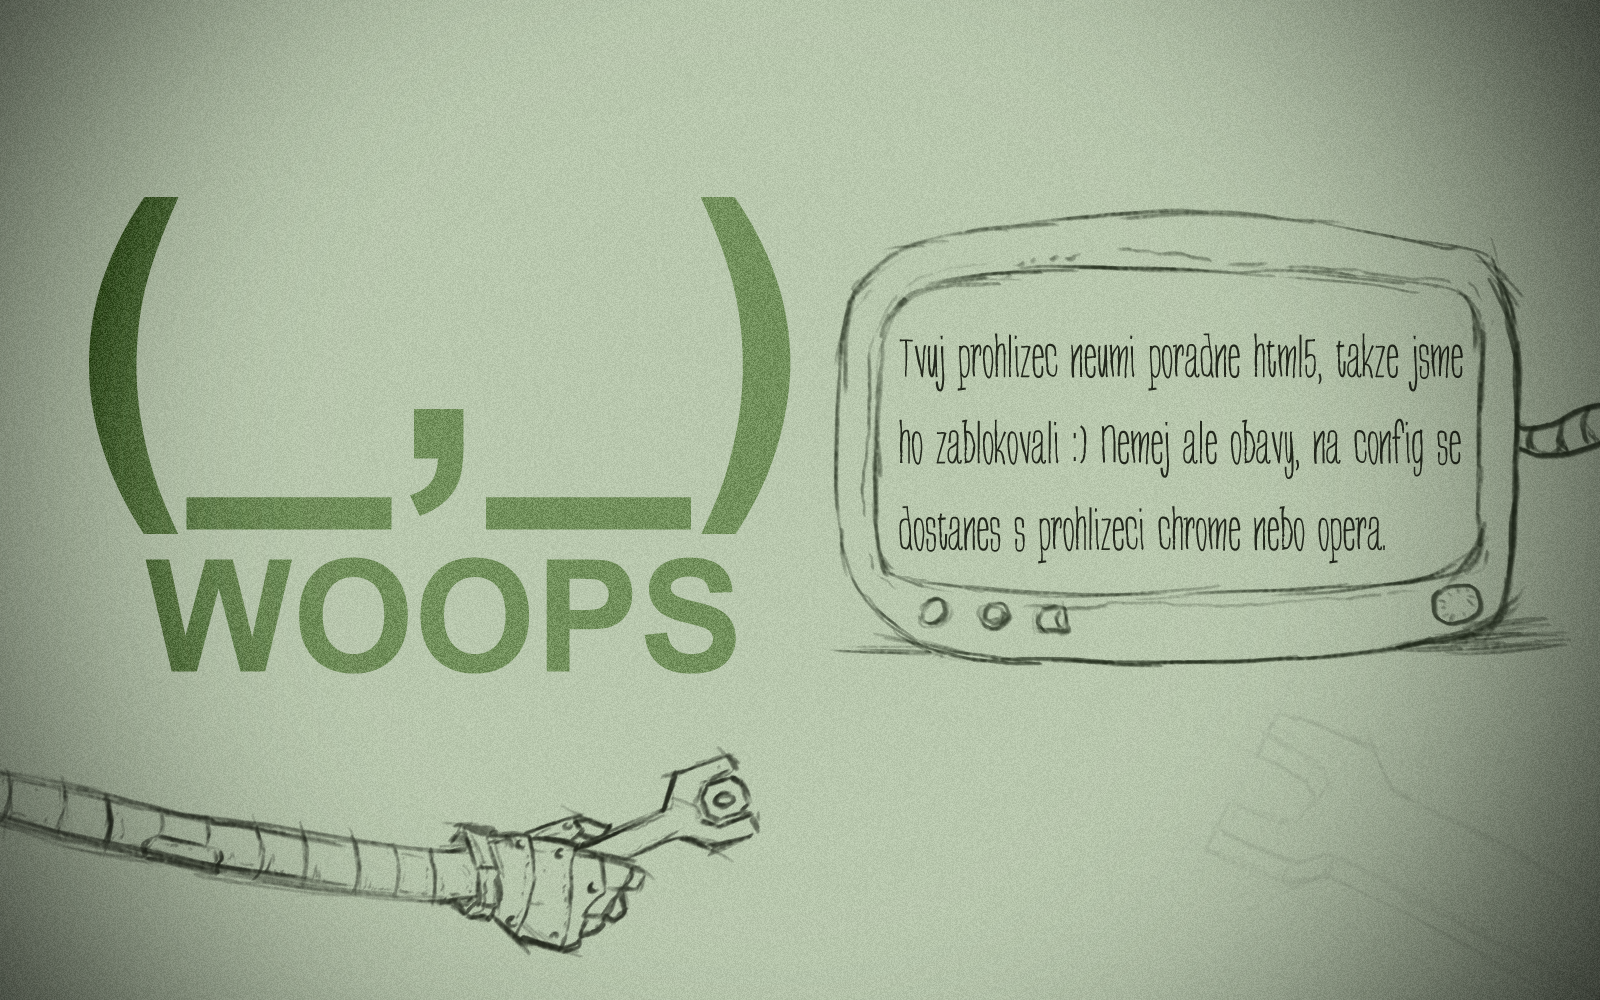 (_,_)
WOOPS
Tvuj prohlizec neumi poradne html5, takze jsme
ho zablokovali :) Nemej ale obavy, na config se
dostanes s prohlizeci chrome nebo opera.